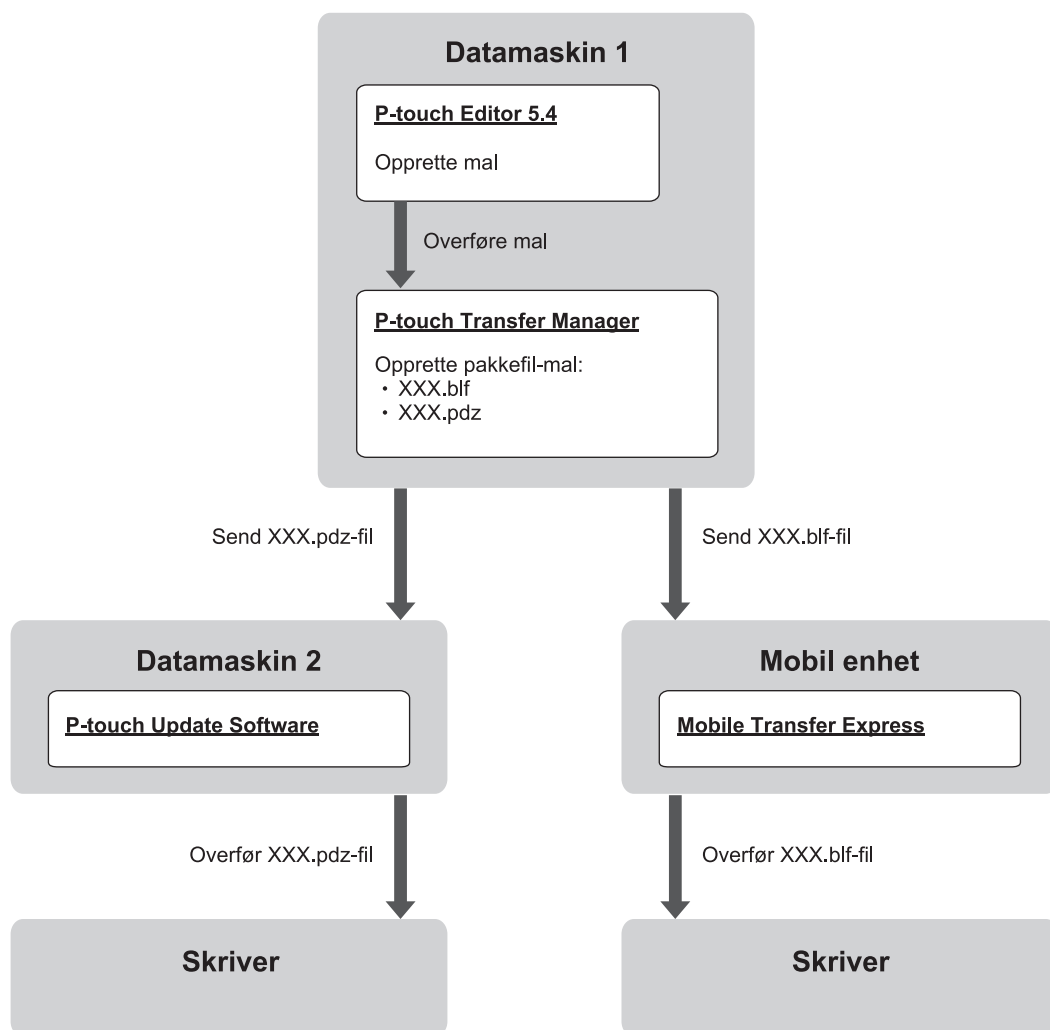 Datamaskin 1
P-touch Editor 5.4
Opprette mal
Overføre mal
P-touch Transfer Manager
Opprette pakkefil-mal:
• XXX.blf
• XXX.pdz
Send XXX.pdz-fil
Send XXX.blf-fil
Datamaskin 2
P-touch Update Software
Mobil enhet
Mobile Transfer Express
Overfør XXX.pdz-fil
Overfør XXX.blf-fil
Skriver
Skriver